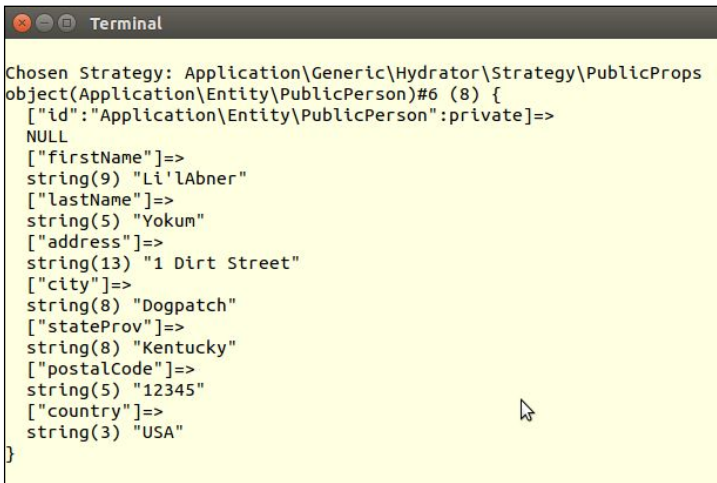 Terminal
Chosen Strategy: Application\Generic\Hydrator\Strategy\PublicProps
object(Application\Entity\PublicPerson)#6 (8) {
  ["id":"Application\Entity\PublicPerson":private]=>
  NULL
  ["firstName"]=>
  string(9) "Li'lAbner"
  ["lastName"]=>
  string(5) "Yokum"
  ["address"]=>
  string(13) "1 Dirt Street"
  ["city"]=>
  string(8) "Dogpatch"
  ["stateProv"]=>
  string(8) "Kentucky"
  ["postalCode"]=>
  string(5) "12345"
  ["country"]=>
  string(3) "USA"
}